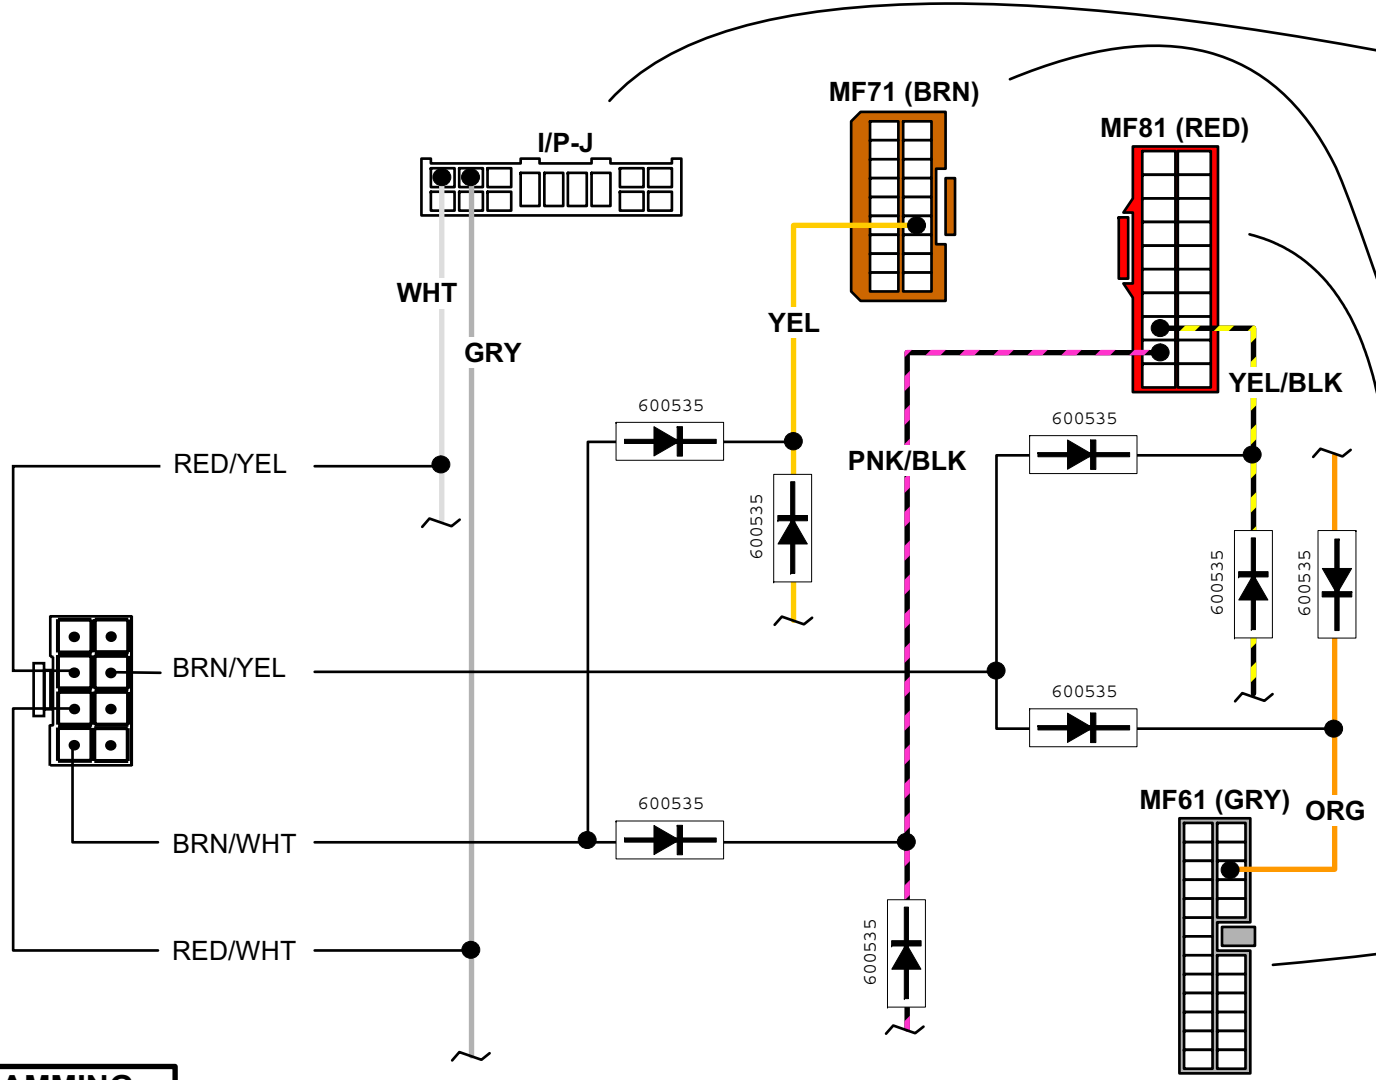 MF71 (BRN)
MF81 (RED)
I/P-J
WHT
YEL
GRY
YEL/BLK
600535
600535
RED/YEL
PNK/BLK
600535
600535
600535
BRN/YEL
600535
600535
MF61 (GRY)
ORG
BRN/WHT
600535
RED/WHT
AMMING